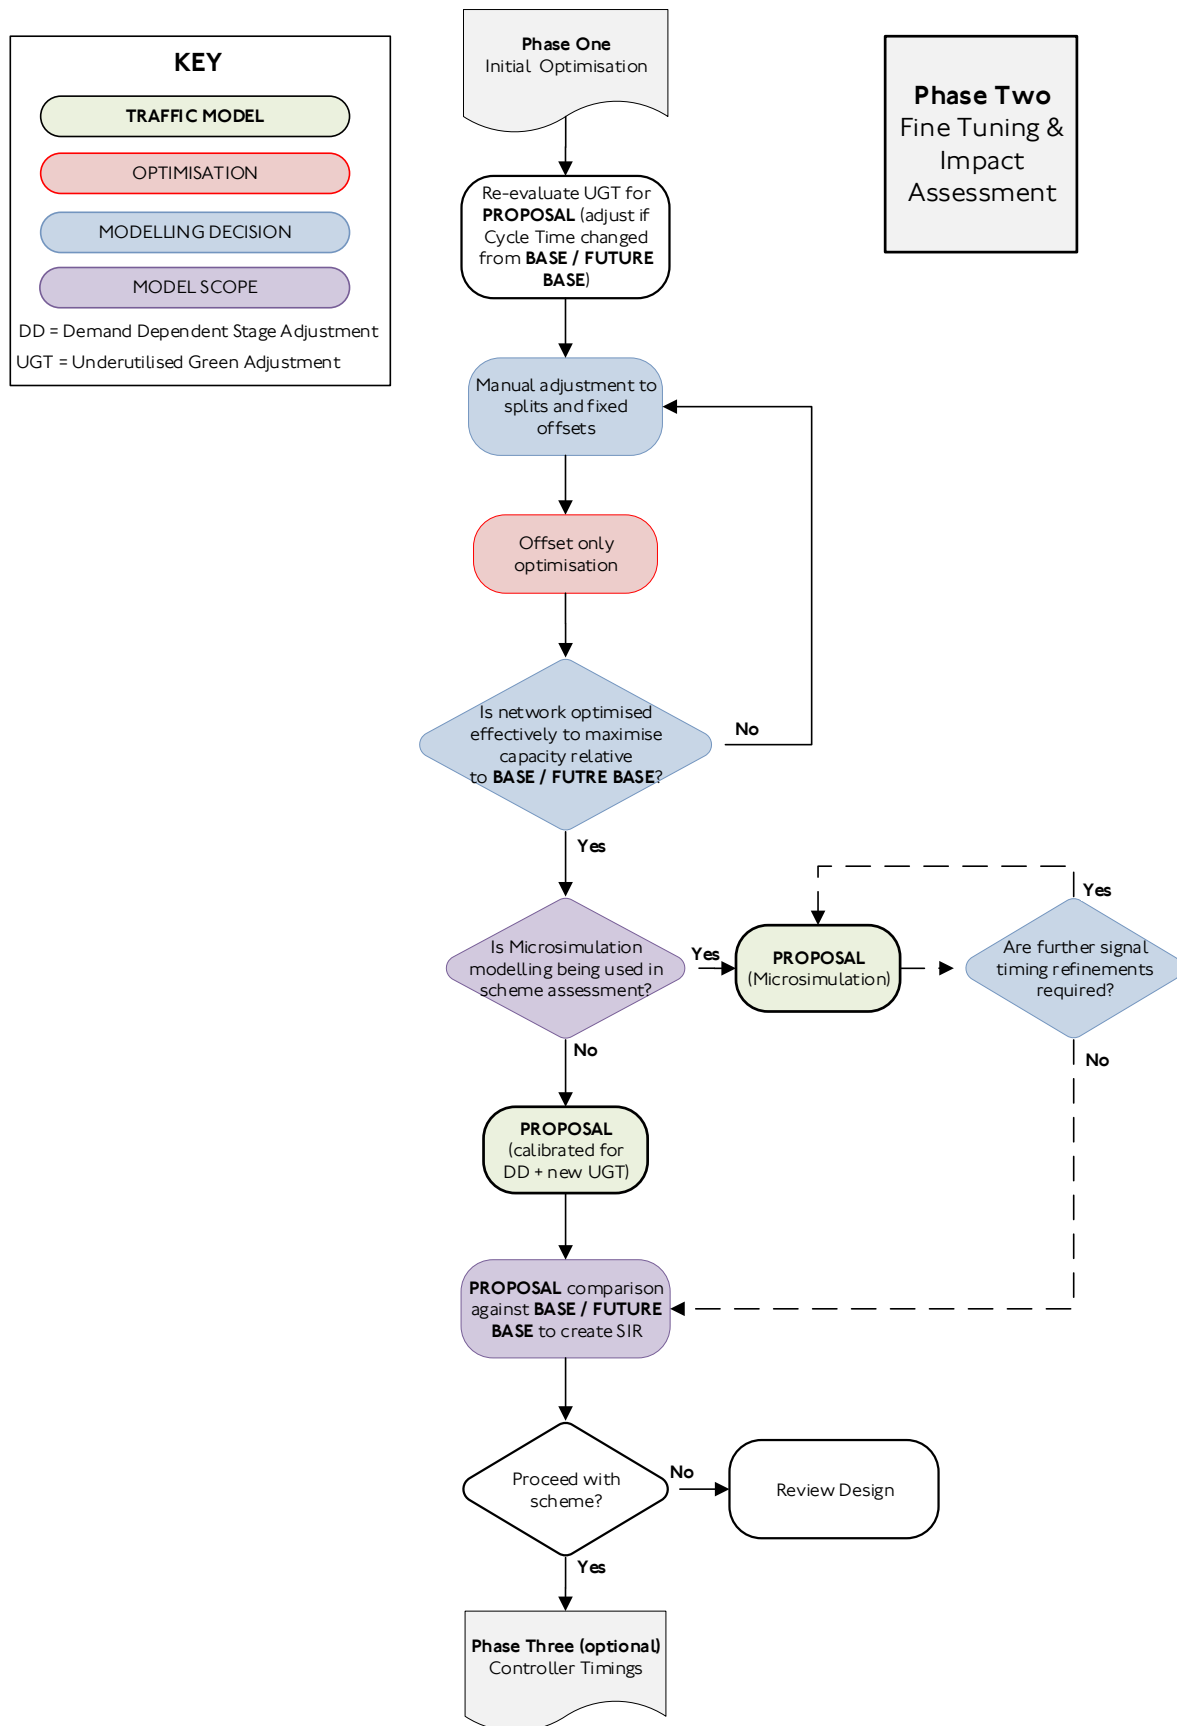 KEY
TRAFFIC MODEL
OPTIMISATION
MODELLING DECISION
MODEL SCOPE
DD = Demand Dependent Stage Adjustment
UGT = Underutilised Green Adjustment
Phase One
Initial Optimisation
Phase Two
Fine Tuning &
Impact
Assessment
Re-evaluate UGT for
PROPOSAL (adjust if
Cycle Time changed
from BASE / FUTURE
BASE)
Manual adjustment to
splits and fixed
offsets
Offset only
optimisation
Is network optimised
effectively to maximise
capacity relative
to BASE / FUTRE BASE?
No
Yes
Is Microsimulation
modelling being used in
scheme assessment?
Yes
PROPOSAL
(Microsimulation)
Yes
Are further signal
timing refinements
required?
No
No
PROPOSAL
(calibrated for
DD + new UGT)
PROPOSAL comparison
against BASE / FUTURE
BASE to create SIR
Proceed with
scheme?
No
Review Design
Yes
Phase Three (optional)
Controller Timings